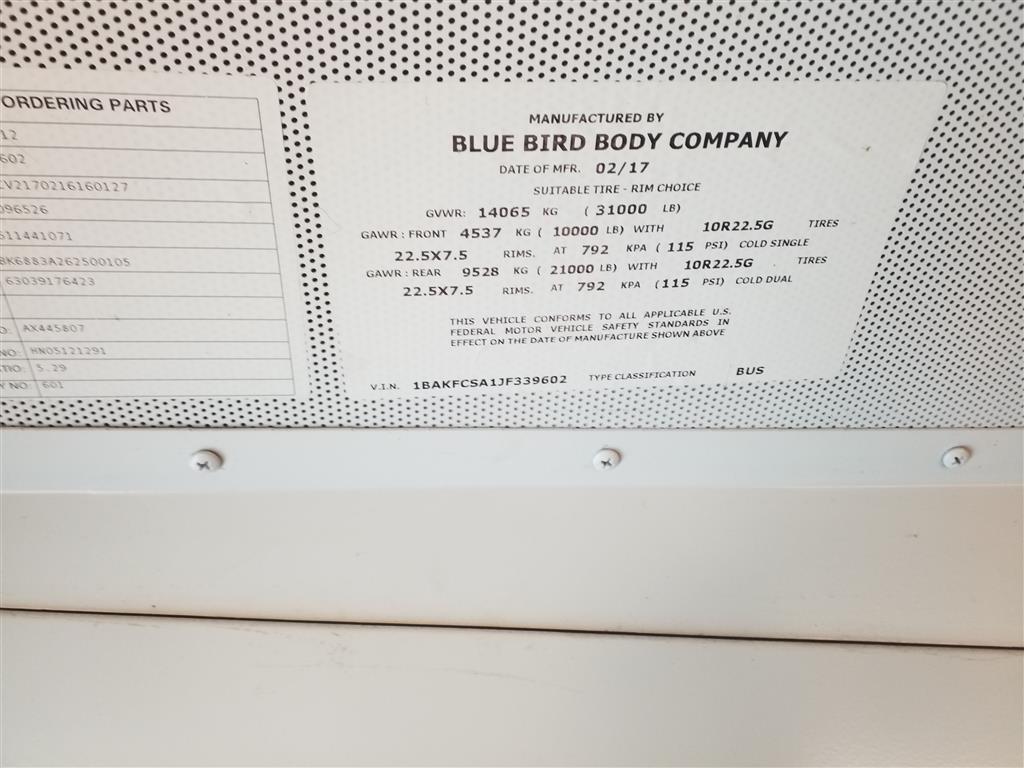 ORDERING PARTS
12
602
CV2170216160127
096526
511441071
BK6883A262500105
63039176423
O: AX445807
NO: HN05121291
TIO: 5.29
Y NO: 601
MANUFACTURED BY
BLUE BIRD BODY COMPANY
DATE OF MFR. 02/17
SUITABLE TIRE - RIM CHOICE
GVWR: 14065 KG ( 31000 LB)
GAWR : FRONT 4537 KG ( 10000 LB) WITH 10R22.5G TIRES
22.5X7.5 RIMS. AT 792 KPA ( 115 PSI) COLD SINGLE
GAWR : REAR 9528 KG ( 21000 LB) WITH 10R22.5G . TIRES
22.5X7.5 RIMS. AT 792 KPA (115 PSI) COLD DUAL
THIS VEHICLE CONFORMS TO ALL APPLICABLE U.S.
FEDERAL MOTOR VEHICLE SAFETY STANDARDS IN
EFFECT ON THE DATE OF MANUFACTURE SHOWN ABOVE
V.I.N. 1BAKFCSA1JF339602 TYPE CLASSIFICATION BUS